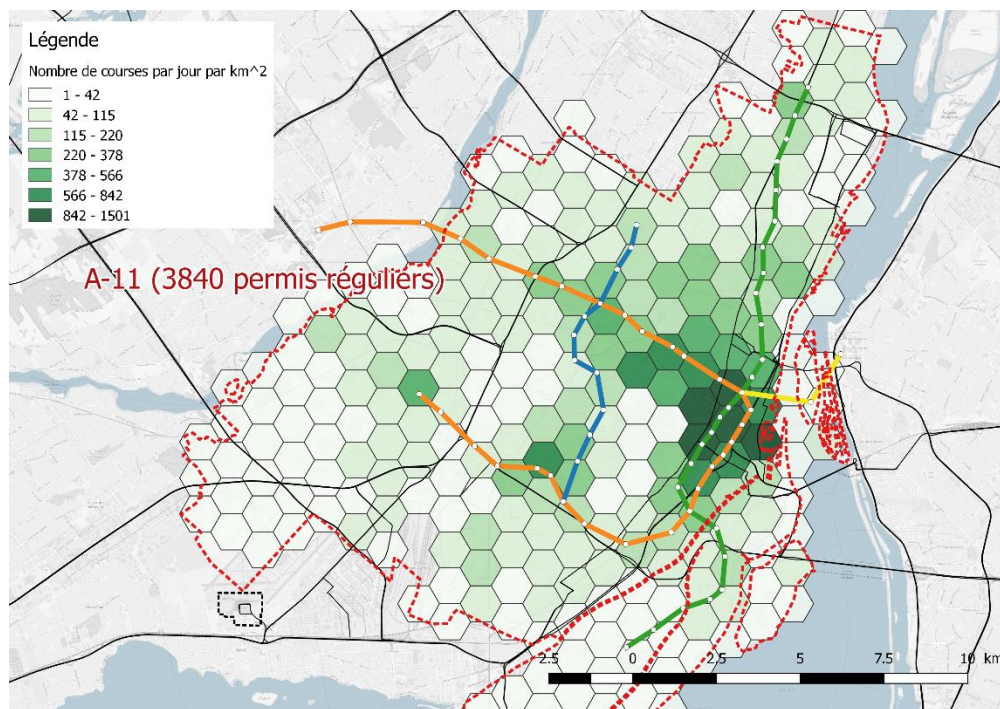 Légende
Nombre de courses par jour par km^2
1 - 42
42 - 115
115 - 220
220 - 378
378 - 566
566 - 842
842 - 1501
A-11 (3840 permis réguliers)
2.5 0 2.5 5 7.5 10 km